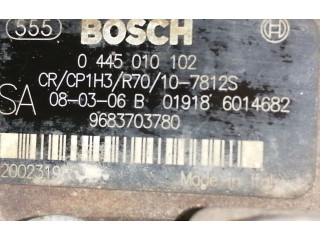 555 BOSCH
0 445 010 102
CR/CP1H3/R70/10-7812S
SA 08-03-06 B 01918 6014682
9683703780
Made in Italy